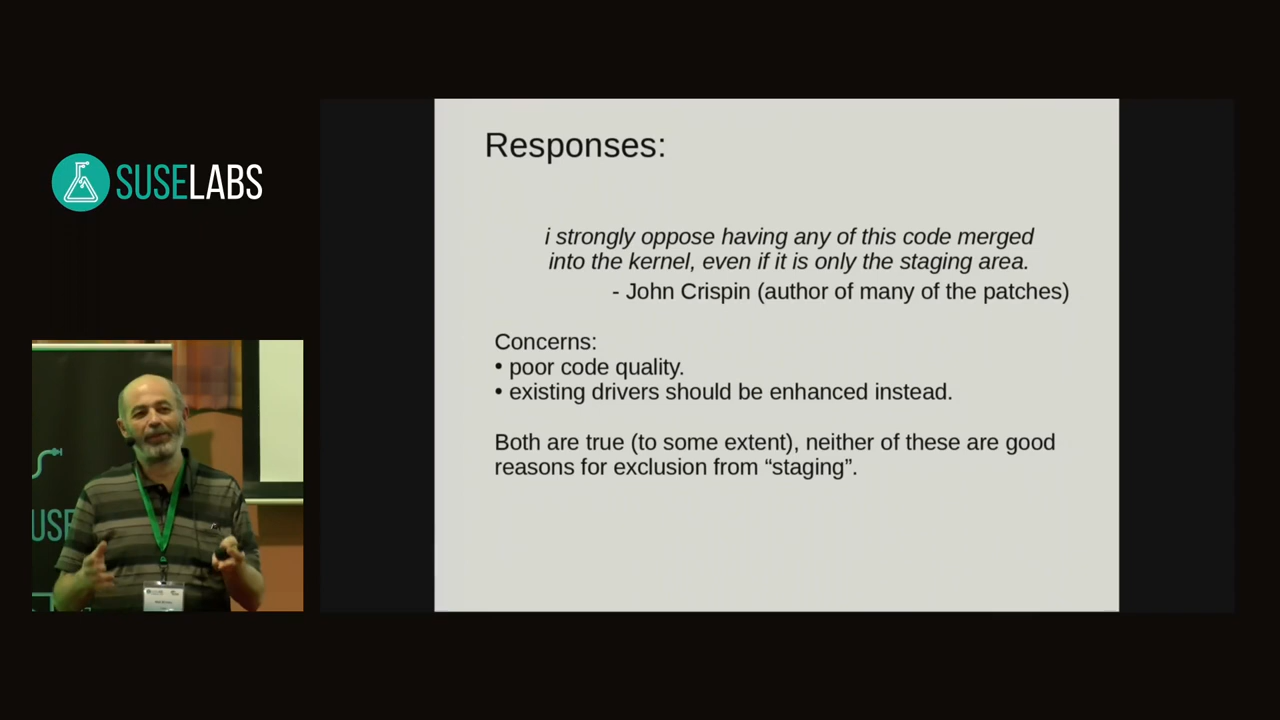 SUSELABS
Responses:
i strongly oppose having any of this code merged
into the kernel, even if it is only the staging area.
- John Crispin (author of many of the patches)
Concerns:
• poor code quality.
• existing drivers should be enhanced instead.
Both are true (to some extent), neither of these are good
reasons for exclusion from “staging”.
USE